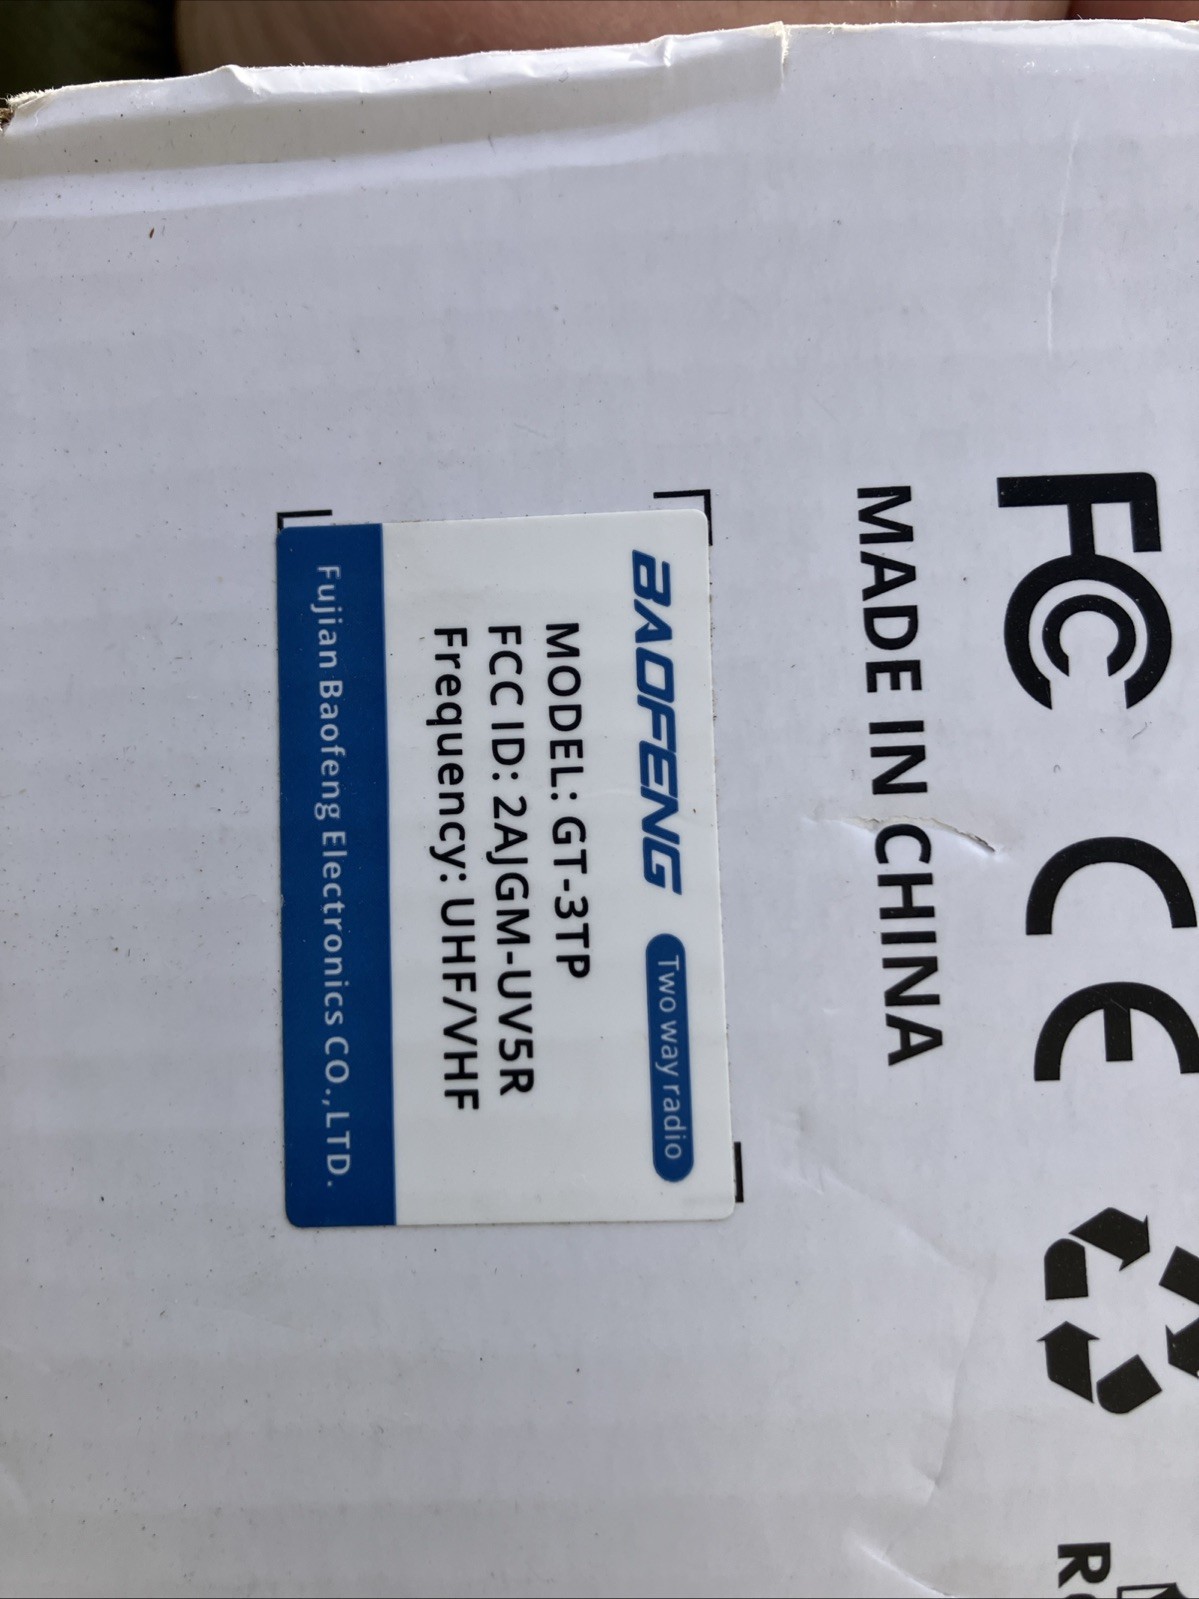 FC
CE
MADE IN CHINA
BAOFENG Two way radio
MODEL: GT-3TP
FCC ID: 2AJGM-UV5R
Frequency: UHF/VHF
Fujian Baofeng Electronics CO.,LTD.